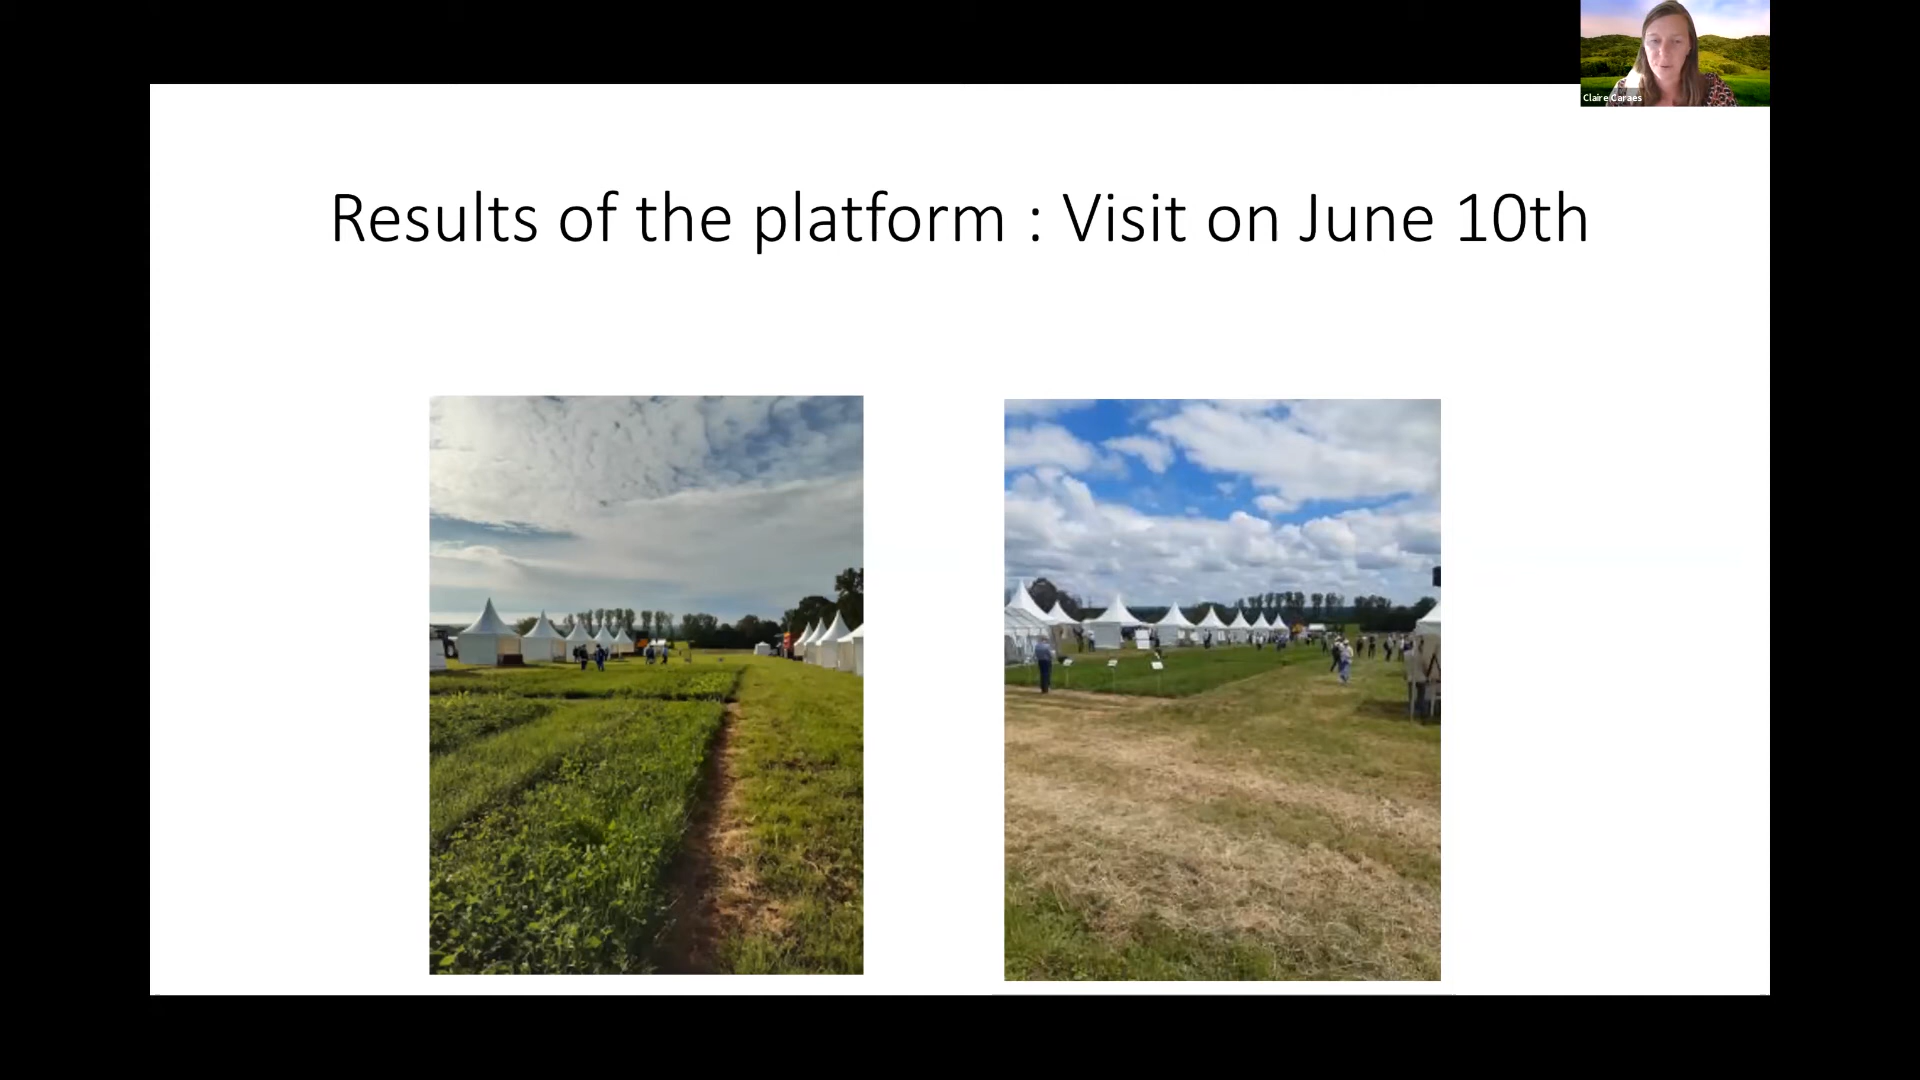 Claire Caraes
Results of the platform : Visit on June 10th